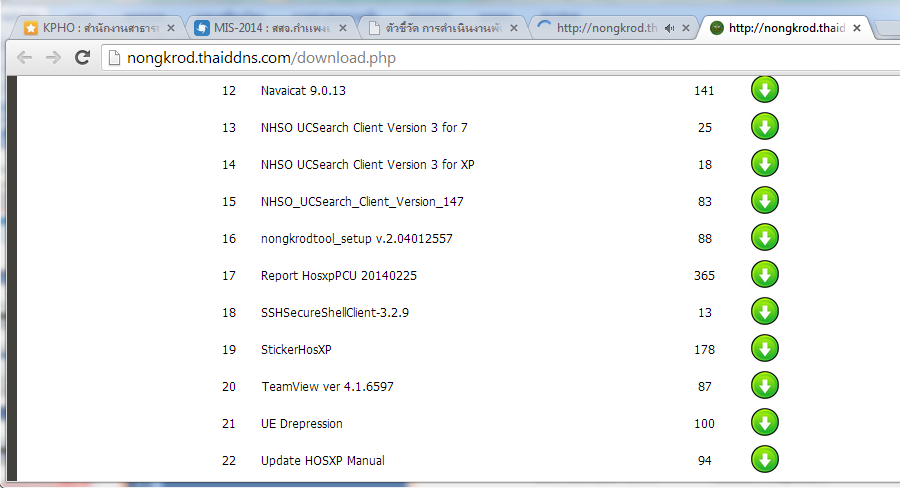 KPHO : สำนักงานสาธารณ
MIS-2014 : สสจ.กำแพงเ
ตัวชี้วัด การดำเนินงานพั
http://nongkrod.th
http://nongkrod.thaid
nongkrod.thaiddns.com/download.php
12 Navaicat 9.0.13 141
13 NHSO UCSearch Client Version 3 for 7 25
14 NHSO UCSearch Client Version 3 for XP 18
15 NHSO_UCSearch_Client_Version_147 83
16 nongkrodtool_setup v.2.04012557 88
17 Report HosxpPCU 20140225 365
18 SSHSecureShellClient-3.2.9 13
19 StickerHosXP 178
20 TeamView ver 4.1.6597 87
21 UE Drepression 100
22 Update HOSXP Manual 94